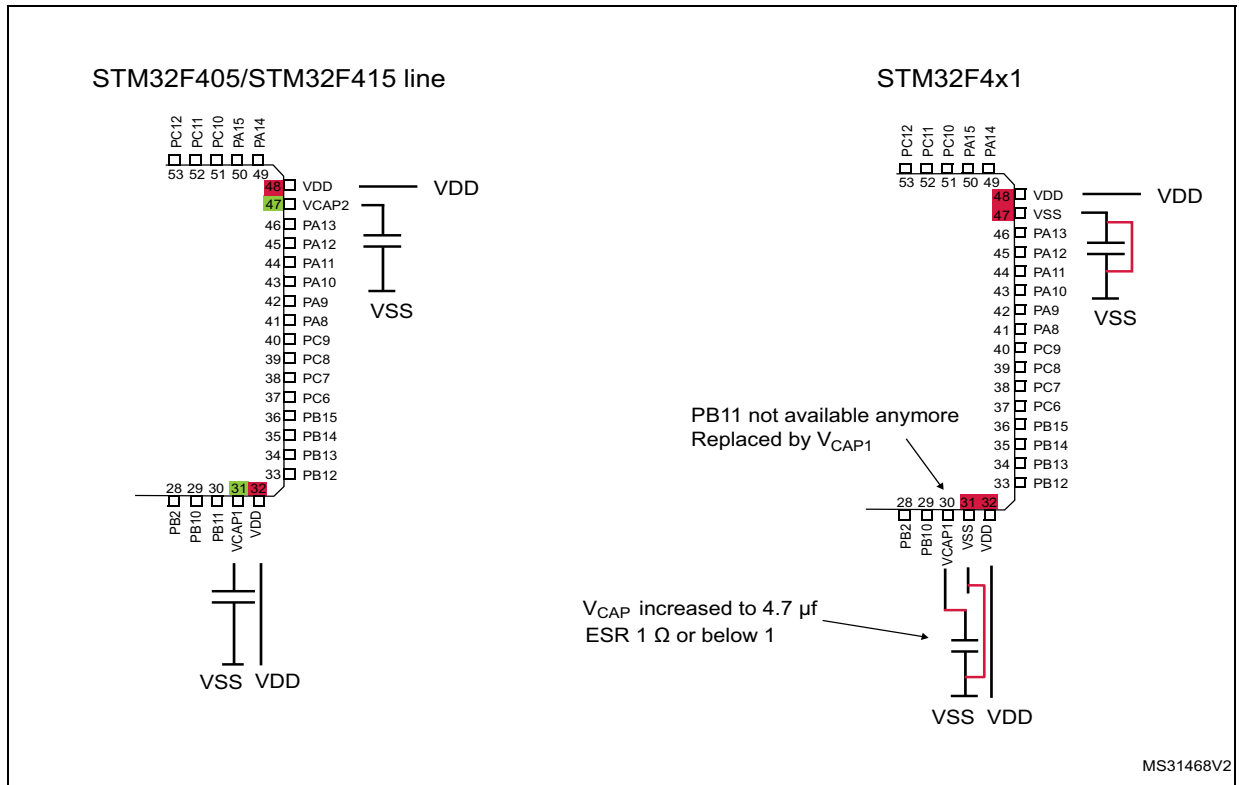 STM32F405/STM32F415 line
PC12
PC11
PC10
PA15
PA14
53 52 51 50 49
48 VDD
VDD
47 VCAP2
46 PA13
45 PA12
44 PA11
43 PA10
VSS
42 PA9
41 PA8
40 PC9
39 PC8
38 PC7
37 PC6
36 PB15
35 PB14
34 PB13
33 PB12
28 29 30 31 32
PB2
PB10
PB11
VCAP1
VDD
VSS VDD
STM32F4x1
PC12
PC11
PC10
PA15
PA14
53 52 51 50 49
48 VDD
VDD
47 VSS
46 PA13
45 PA12
44 PA11
43 PA10
42 PA9
VSS
41 PA8
40 PC9
39 PC8
38 PC7
37 PC6
36 PB15
35 PB14
34 PB13
33 PB12
PB11 not available anymore
Replaced by VCAP1
28 29 30 31 32
PB2
PB10
VCAP1
VSS
VDD
VCAP increased to 4.7 µf
ESR 1 Ω or below 1
VSS VDD
MS31468V2